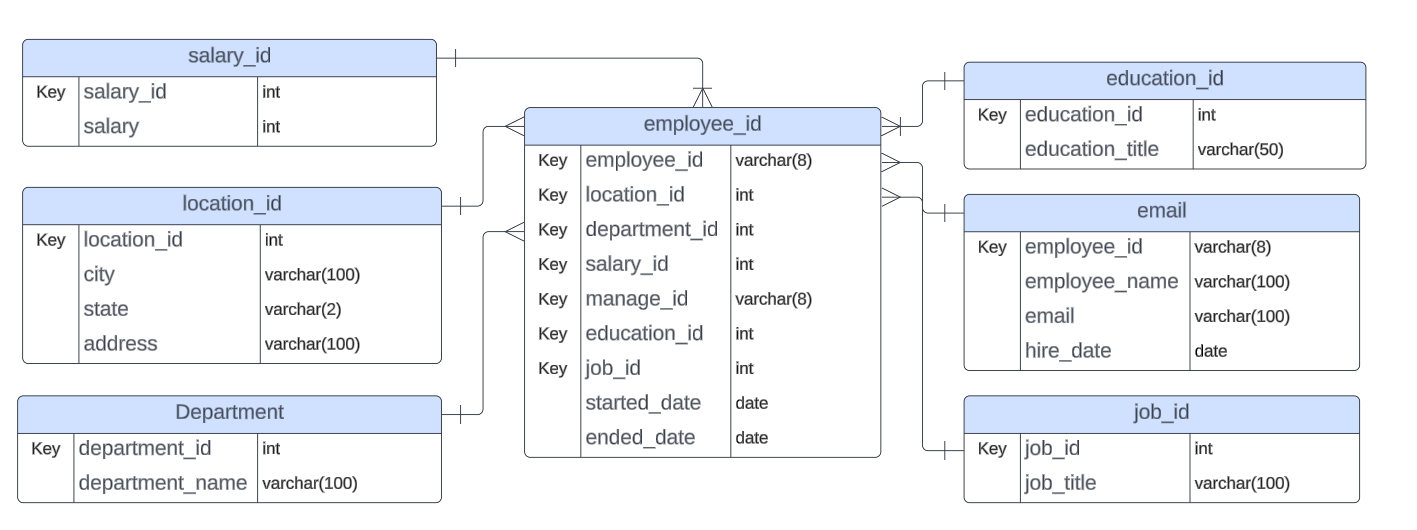 salary_id
Key salary_id int
salary int
location_id
Key location_id int
city varchar(100)
state varchar(2)
address varchar(100)
Department
Key department_id int
department_name varchar(100)
employee_id
Key employee_id varchar(8)
Key location_id int
Key department_id int
Key salary_id int
Key manage_id varchar(8)
Key education_id int
Key job_id int
started_date date
ended_date date
education_id
Key education_id int
education_title varchar(50)
email
Key employee_id varchar(8)
employee_name varchar(100)
email varchar(100)
hire_date date
job_id
Key job_id int
job_title varchar(100)